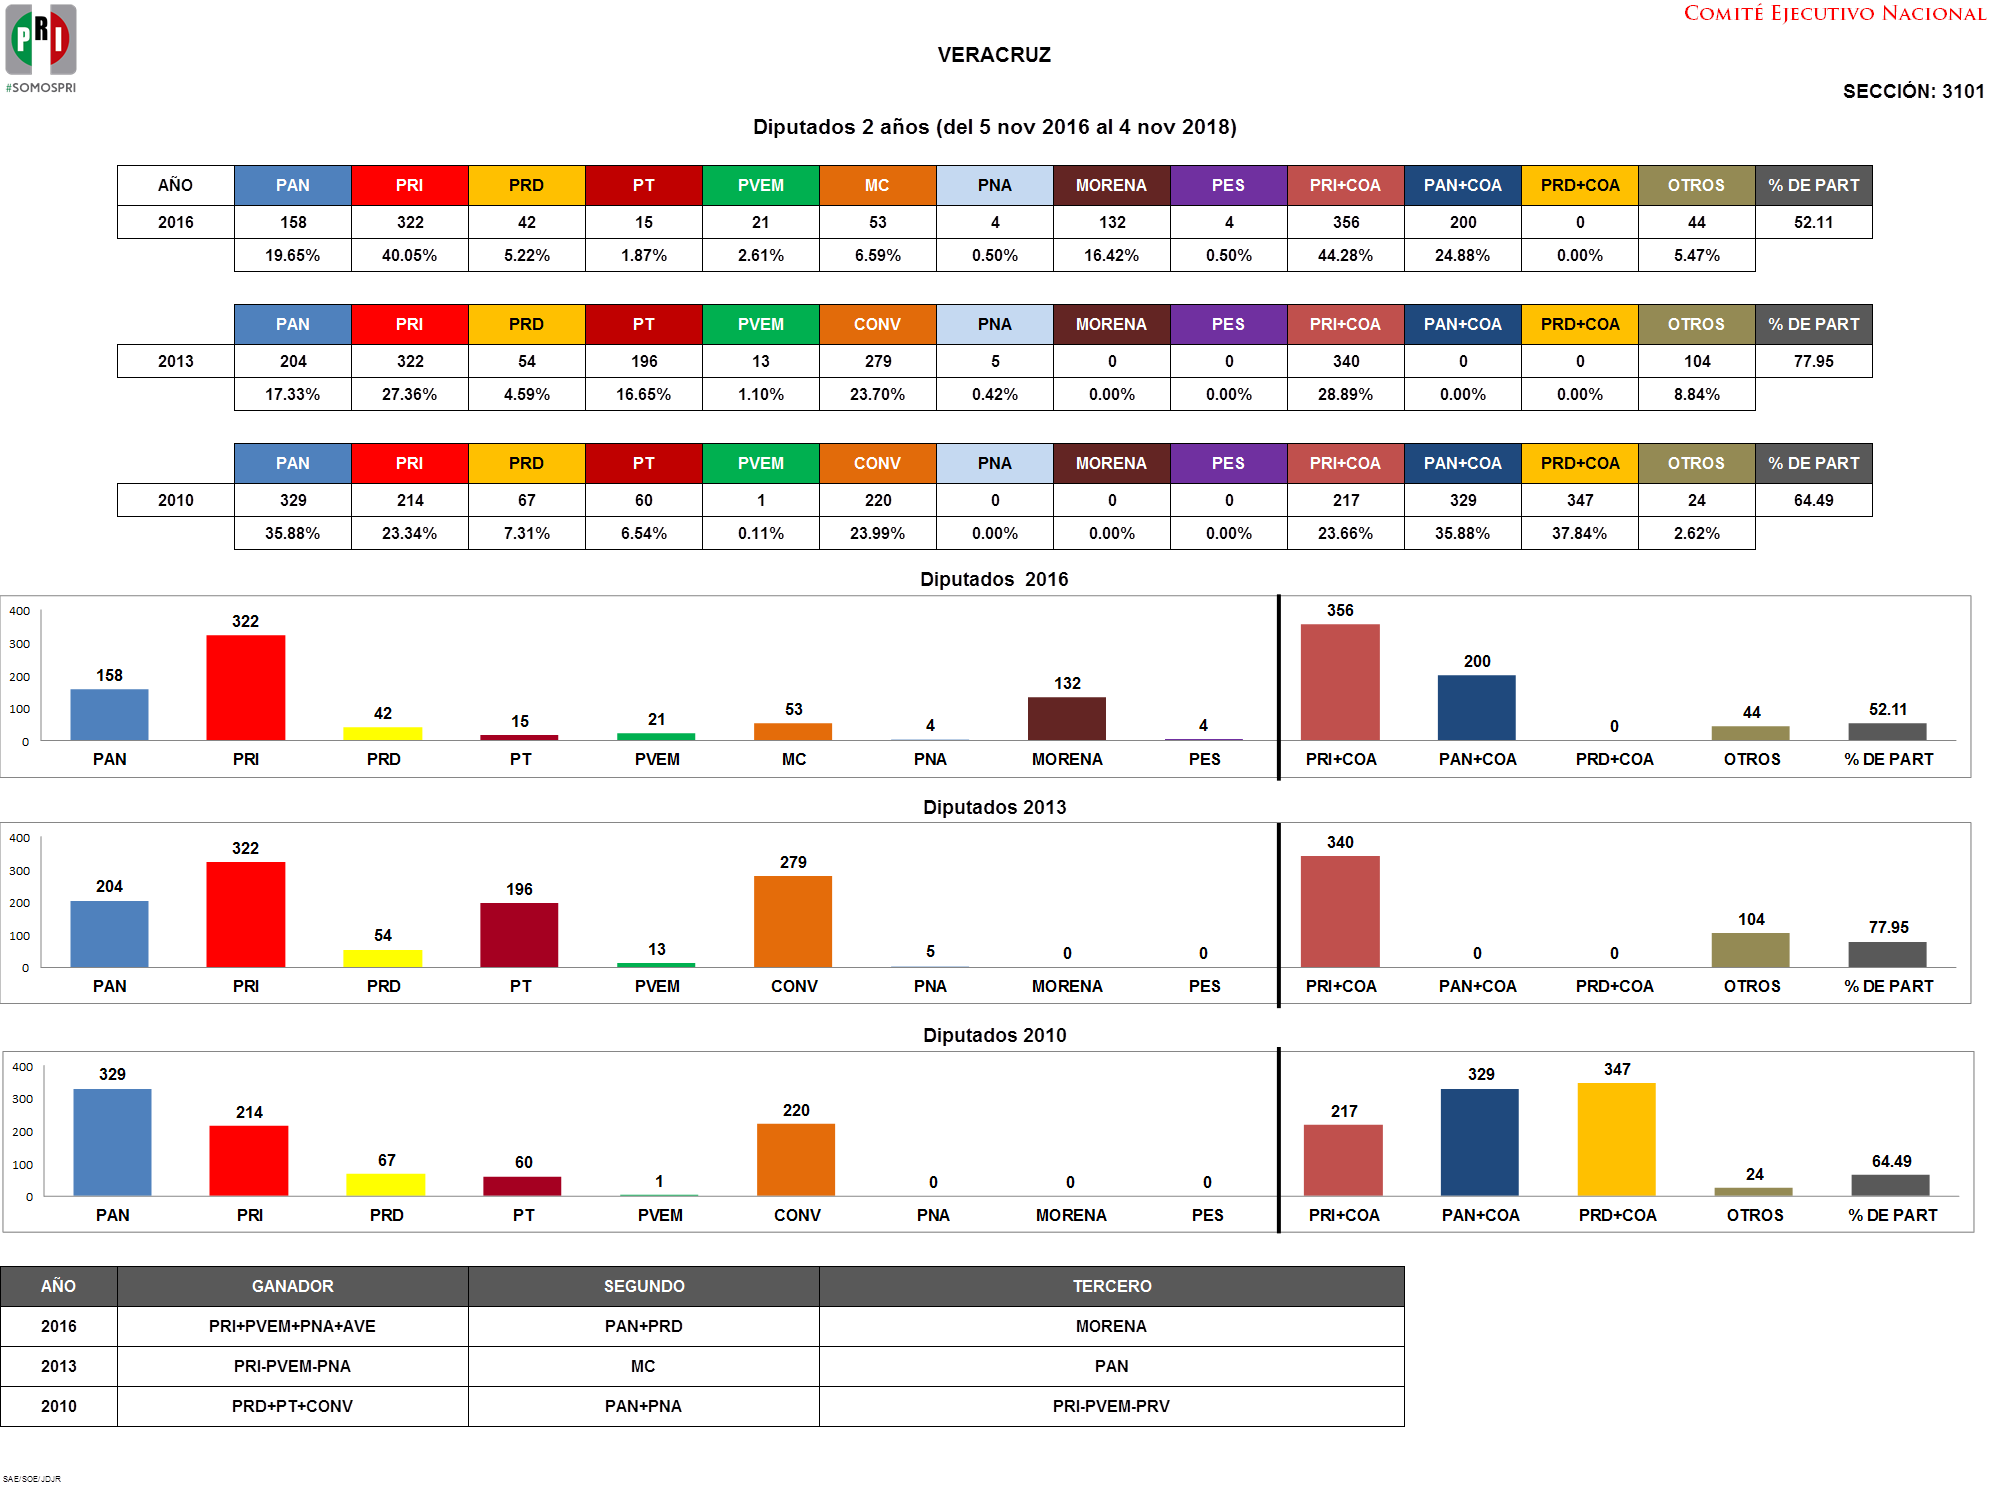 PRI
#SOMOSPRI
COMITÉ EJECUTIVO NACIONAL
VERACRUZ
SECCIÓN: 3101
Diputados 2 años (del 5 nov 2016 al 4 nov 2018)
AÑO PAN PRI PRD PT PVEM MC PNA MORENA PES PRI+COA PAN+COA PRD+COA OTROS % DE PART
2016 158 322 42 15 21 53 4 132 4 356 200 0 44 52.11
19.65% 40.05% 5.22% 1.87% 2.61% 6.59% 0.50% 16.42% 0.50% 44.28% 24.88% 0.00% 5.47%
PAN PRI PRD PT PVEM CONV PNA MORENA PES PRI+COA PAN+COA PRD+COA OTROS % DE PART
2013 204 322 54 196 13 279 5 0 0 340 0 0 104 77.95
17.33% 27.36% 4.59% 16.65% 1.10% 23.70% 0.42% 0.00% 0.00% 28.89% 0.00% 0.00% 8.84%
PAN PRI PRD PT PVEM CONV PNA MORENA PES PRI+COA PAN+COA PRD+COA OTROS % DE PART
2010 329 214 67 60 1 220 0 0 0 217 329 347 24 64.49
35.88% 23.34% 7.31% 6.54% 0.11% 23.99% 0.00% 0.00% 0.00% 23.66% 35.88% 37.84% 2.62%
Diputados 2016
400
300
200
100
0
158 322 42 15 21 53 4 132 4 356 200 0 44 52.11
PAN PRI PRD PT PVEM MC PNA MORENA PES PRI+COA PAN+COA PRD+COA OTROS % DE PART
Diputados 2013
400
300
200
100
0
204 322 54 196 13 279 5 0 0 340 0 0 104 77.95
PAN PRI PRD PT PVEM CONV PNA MORENA PES PRI+COA PAN+COA PRD+COA OTROS % DE PART
Diputados 2010
400
300
200
100
0
329 214 67 60 1 220 0 0 0 217 329 347 24 64.49
PAN PRI PRD PT PVEM CONV PNA MORENA PES PRI+COA PAN+COA PRD+COA OTROS % DE PART
AÑO GANADOR SEGUNDO TERCERO
2016 PRI+PVEM+PNA+AVE PAN+PRD MORENA
2013 PRI-PVEM-PNA MC PAN
2010 PRD+PT+CONV PAN+PNA PRI-PVEM-PRV
SAE/SOE/JDJR